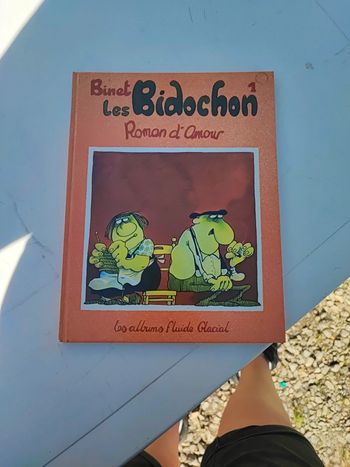 Binet
Les Bidochon 1
Roman d'Amour
Les albums fluide Glacial